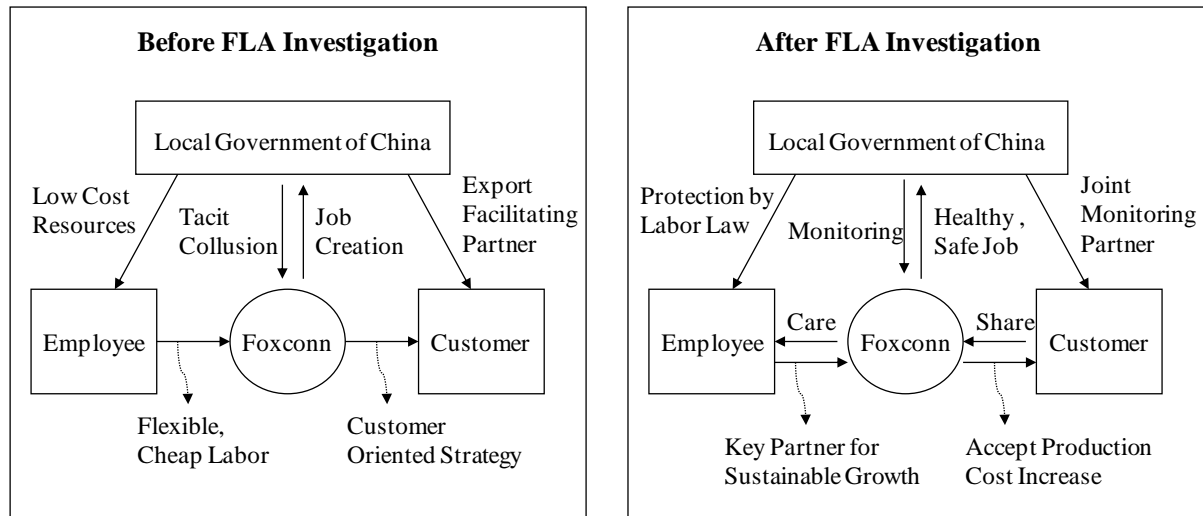 Before FLA Investigation
Local Government of China
Low Cost
Resources
Tacit
Collusion
Job
Creation
Export
Facilitating
Partner
Employee
Foxconn
Customer
Flexible,
Cheap Labor
Customer
Oriented Strategy
After FLA Investigation
Local Government of China
Protection by
Labor Law
Monitoring
Healthy ,
Safe Job
Joint
Monitoring
Partner
Employee
Care
Foxconn
Share
Customer
Key Partner for
Sustainable Growth
Accept Production
Cost Increase